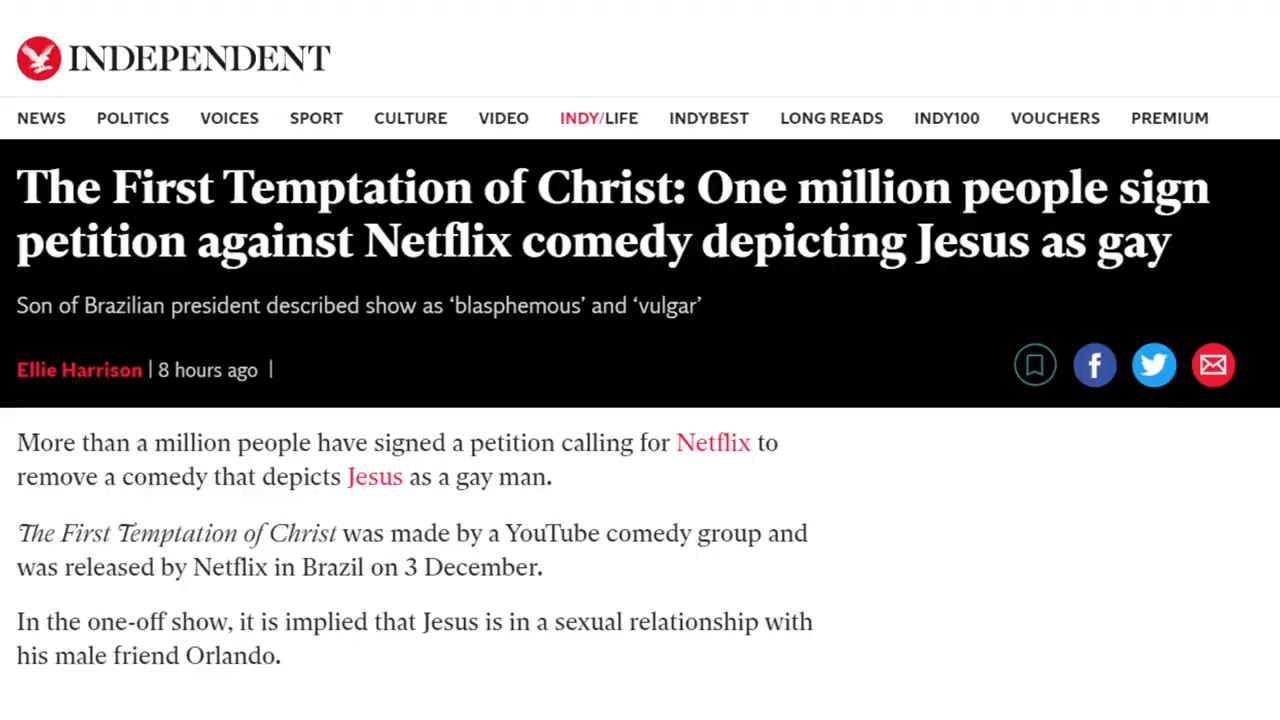 INDEPENDENT
NEWS POLITICS VOICES SPORT CULTURE VIDEO INDY/LIFE INDYBEST LONG READS INDY100 VOUCHERS PREMIUM
The First Temptation of Christ: One million people sign
petition against Netflix comedy depicting Jesus as gay
Son of Brazilian president described show as ‘blasphemous’ and ‘vulgar’
Ellie Harrison | 8 hours ago |
More than a million people have signed a petition calling for Netflix to
remove a comedy that depicts Jesus as a gay man.
The First Temptation of Christ was made by a YouTube comedy group and
was released by Netflix in Brazil on 3 December.
In the one-off show, it is implied that Jesus is in a sexual relationship with
his male friend Orlando.